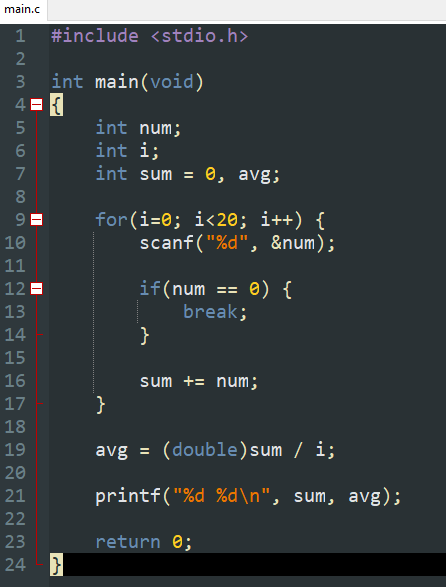 main.c
1 #include <stdio.h>
2
3 int main(void)
4 {
5     int num;
6     int i;
7     int sum = 0, avg;
8
9     for(i=0; i<20; i++) {
10         scanf("%d", &num);
11
12         if(num == 0) {
13             break;
14         }
15
16         sum += num;
17     }
18
19     avg = (double)sum / i;
20
21     printf("%d %d\n", sum, avg);
22
23     return 0;
24 }